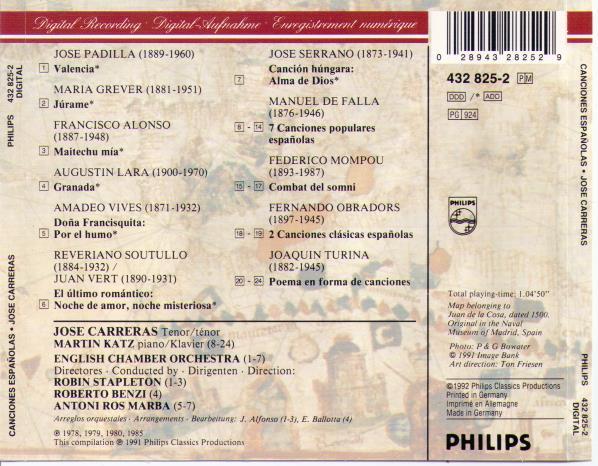 Digital Recording · Digital-Aufnahme · Enregistrement numérique
JOSE PADILLA (1889-1960)
1 Valencia*
MARIA GREVER (1881-1951)
2 Júrame*
FRANCISCO ALONSO
(1887-1948)
3 Maitechu mía*
AUGUSTIN LARA (1900-1970)
4 Granada*
AMADEO VIVES (1871-1932)
Doña Francisquita:
5 Por el humo*
REVERIANO SOUTULLO
(1884-1932) /
JUAN VERT (1890-1931)
El último romántico:
6 Noche de amor, noche misteriosa*
JOSE SERRANO (1873-1941)
Canción húngara:
7 Alma de Dios*
MANUEL DE FALLA
(1876-1946)
8 - 14 7 Canciones populares
españolas
FEDERICO MOMPOU
(1893-1987)
15 - 17 Combat del somni
FERNANDO OBRADORS
(1897-1945)
18 - 19 2 Canciones clásicas españolas
JOAQUIN TURINA
(1882-1945)
20 - 24 Poema en forma de canciones
JOSE CARRERAS Tenor/ténor
MARTIN KATZ piano/Klavier (8-24)
ENGLISH CHAMBER ORCHESTRA (1-7)
Directores · Conducted by · Dirigenten · Direction:
ROBIN STAPLETON (1-3)
ROBERTO BENZI (4)
ANTONI ROS MARBA (5-7)
Arreglos orquestales · Arrangements · Bearbeitung: J. Alfonso (1-3), E. Ballotta (4)
℗ 1978, 1979, 1980, 1985
This compilation ℗ 1991 Philips Classics Productions
0 28943 28252 9
432 825-2 PM
DDD /* ADD
PG 924
PHILIPS
Total playing-time: 1.04'50"
Map belonging to
Juan de la Cosa, dated 1500.
Original in the Naval
Museum of Madrid, Spain
Photo: P & G Bowater
© 1991 Image Bank
Art direction: Ton Friesen
©1992 Philips Classics Productions
Printed in Germany
Imprimé en Allemagne
Made in Germany
PHILIPS
PHILIPS 432 825-2
DIGITAL
CANCIONES ESPAÑOLAS • JOSE CARRERAS
CANCIONES ESPAÑOLAS • JOSE CARRERAS
PHILIPS 432 825-2
DIGITAL